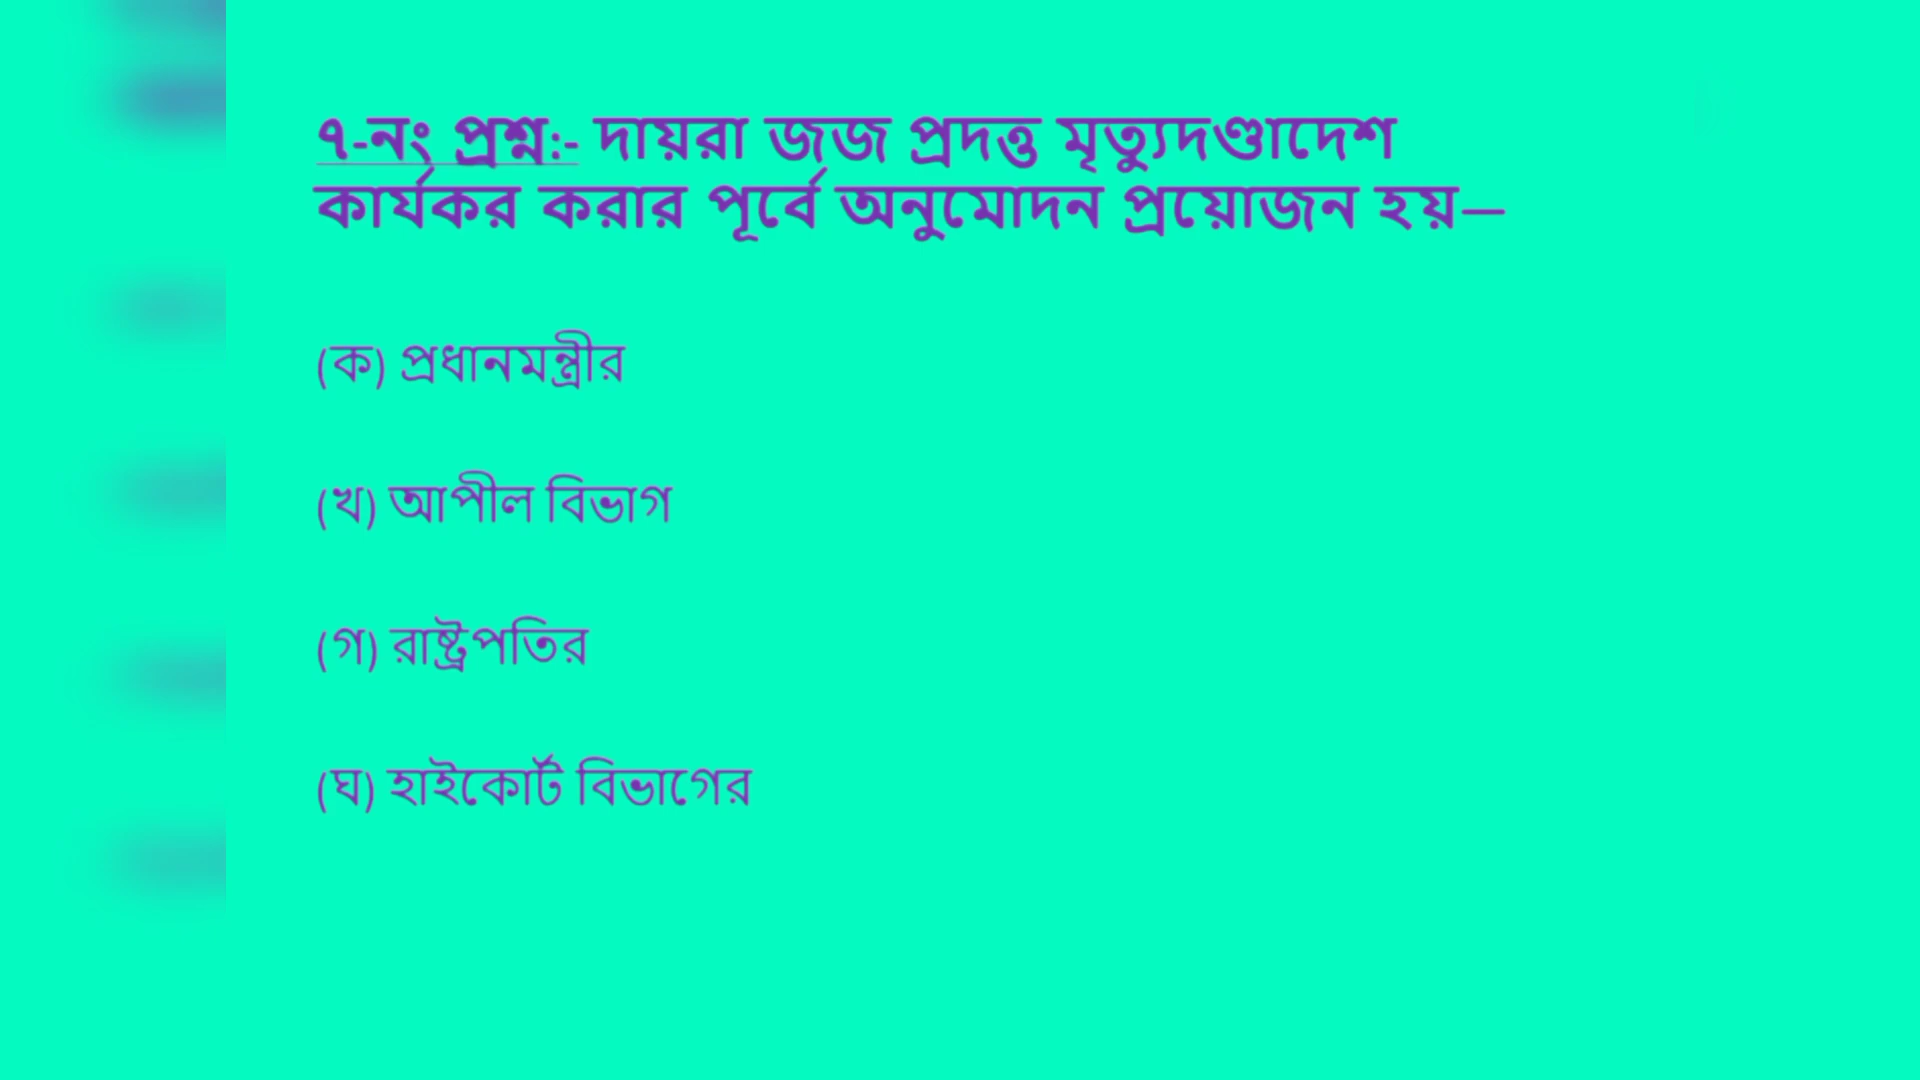 ৭-নং প্রশ্ন:- দায়রা জজ প্রদত্ত মৃত্যুদণ্ডাদেশ
কার্যকর করার পূর্বে অনুমোদন প্রয়োজন হয়—
(ক) প্রধানমন্ত্রীর
(খ) আপীল বিভাগ
(গ) রাষ্ট্রপতির
(ঘ) হাইকোর্ট বিভাগের